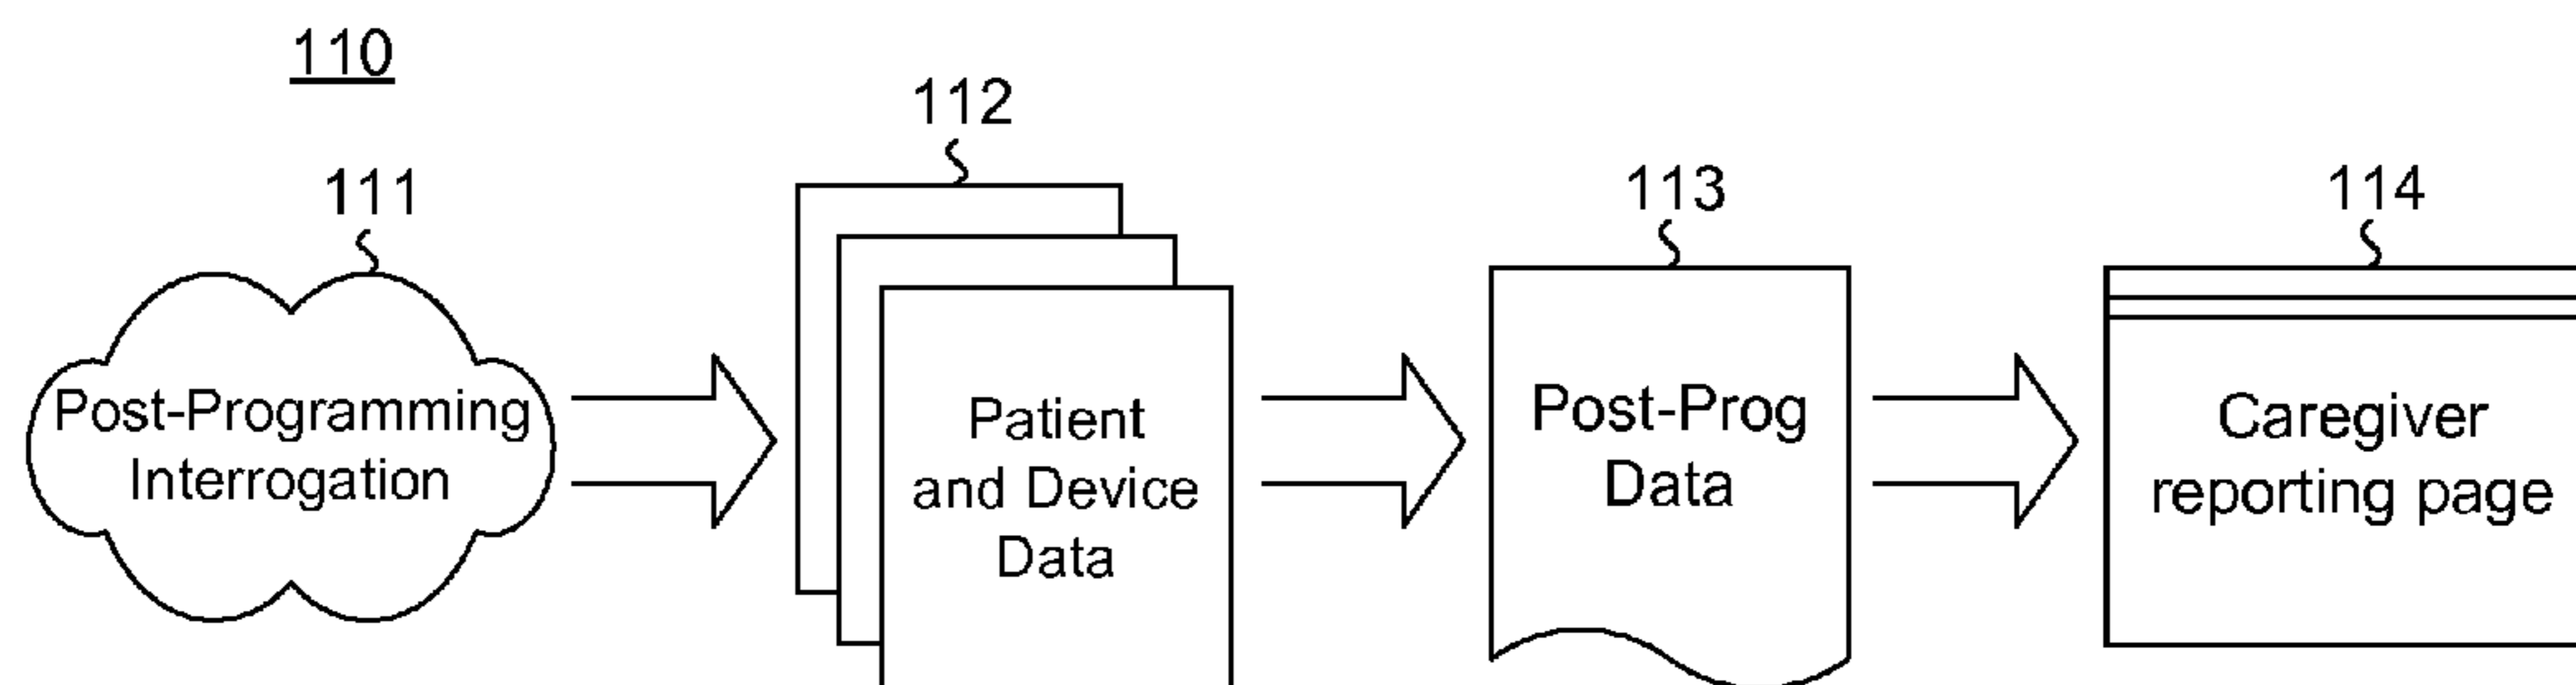 110
111
Post-Programming
Interrogation
112
Patient
and Device
Data
113
Post-Prog
Data
114
Caregiver
reporting page